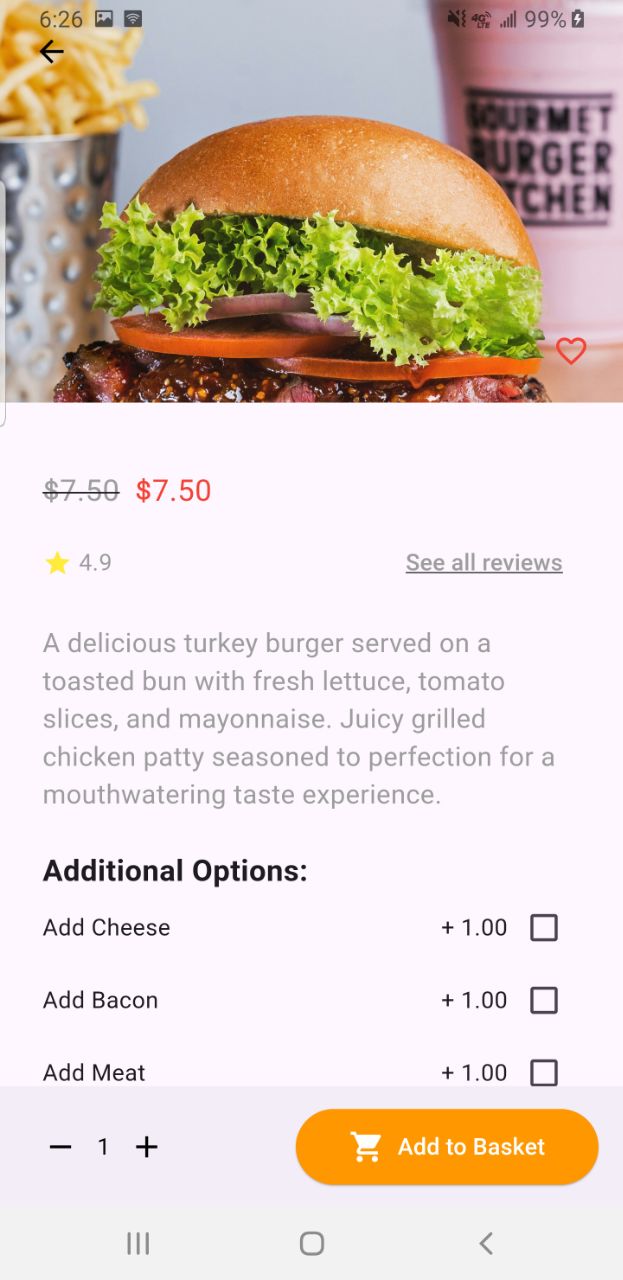 6:26
4G LTE 99%
GOURMET
BURGER
TCHEN
$7.50 $7.50
4.9 See all reviews
A delicious turkey burger served on a
toasted bun with fresh lettuce, tomato
slices, and mayonnaise. Juicy grilled
chicken patty seasoned to perfection for a
mouthwatering taste experience.
Additional Options:
Add Cheese + 1.00
Add Bacon + 1.00
Add Meat + 1.00
1 Add to Basket